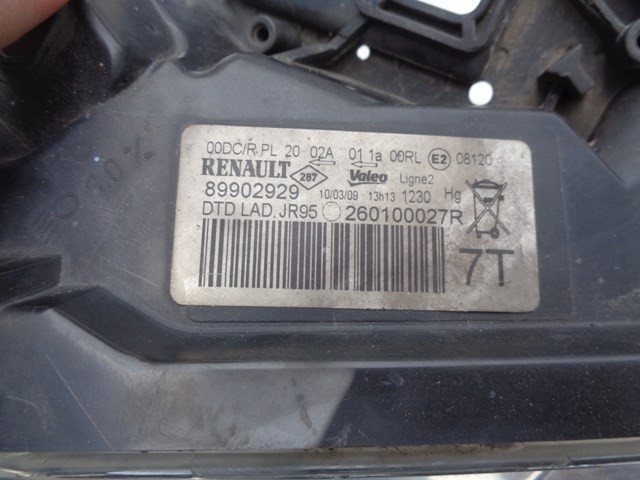 00DC/R PL 20 02A 01 1a 00RL E2 08120
RENAULT 287 Valeo Ligne2
89902929 10/03/09 13h13 1230 Hg
DTD LAD. JR95 260100027R
7T